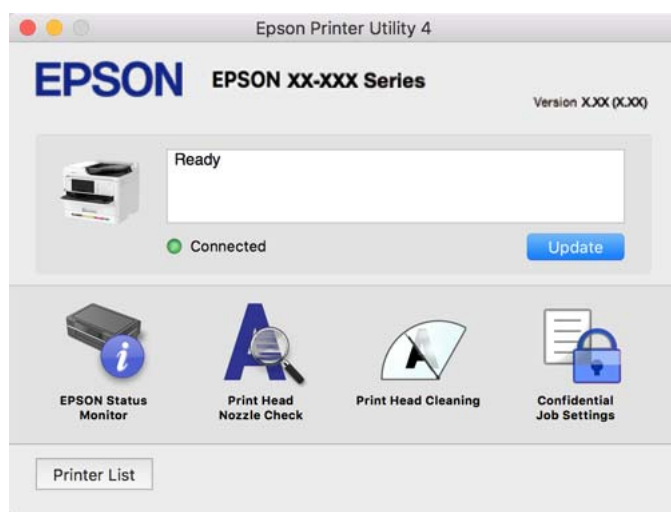 Epson Printer Utility 4
EPSON EPSON XX-XXX Series
Version X.XX (X.XX)
Ready
Connected Update
EPSON Status
Monitor
Print Head
Nozzle Check
Print Head Cleaning
Confidential
Job Settings
Printer List